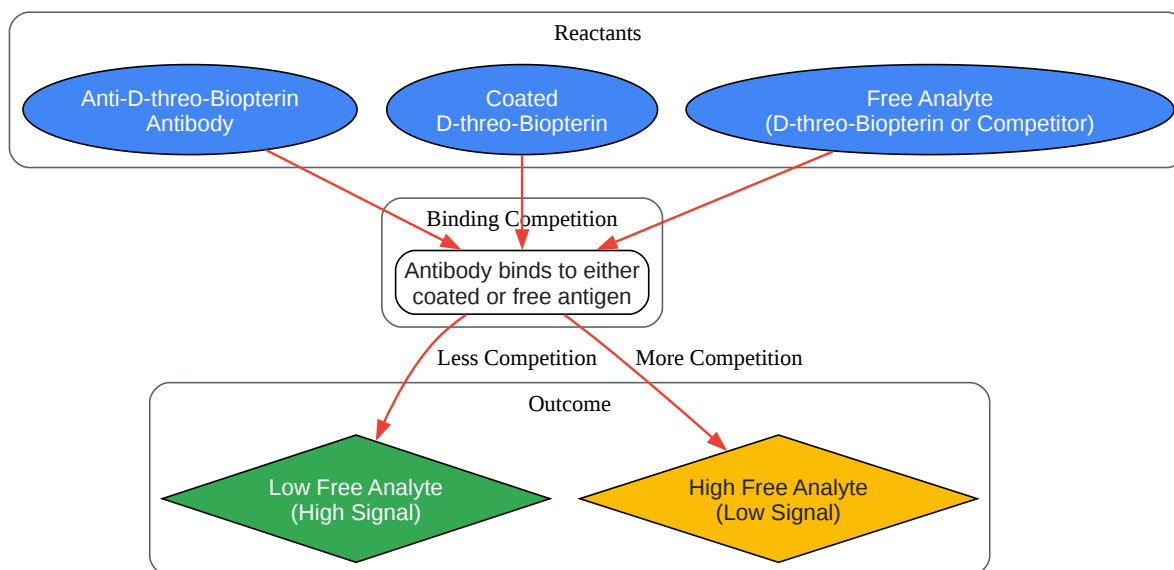 Reactants
Anti-D-threo-Biopterin
Antibody
Coated
D-threo-Biopterin
Free Analyte
(D-threo-Biopterin or Competitor)
Binding Competition
Antibody binds to either
coated or free antigen
Less Competition
More Competition
Outcome
Low Free Analyte
(High Signal)
High Free Analyte
(Low Signal)